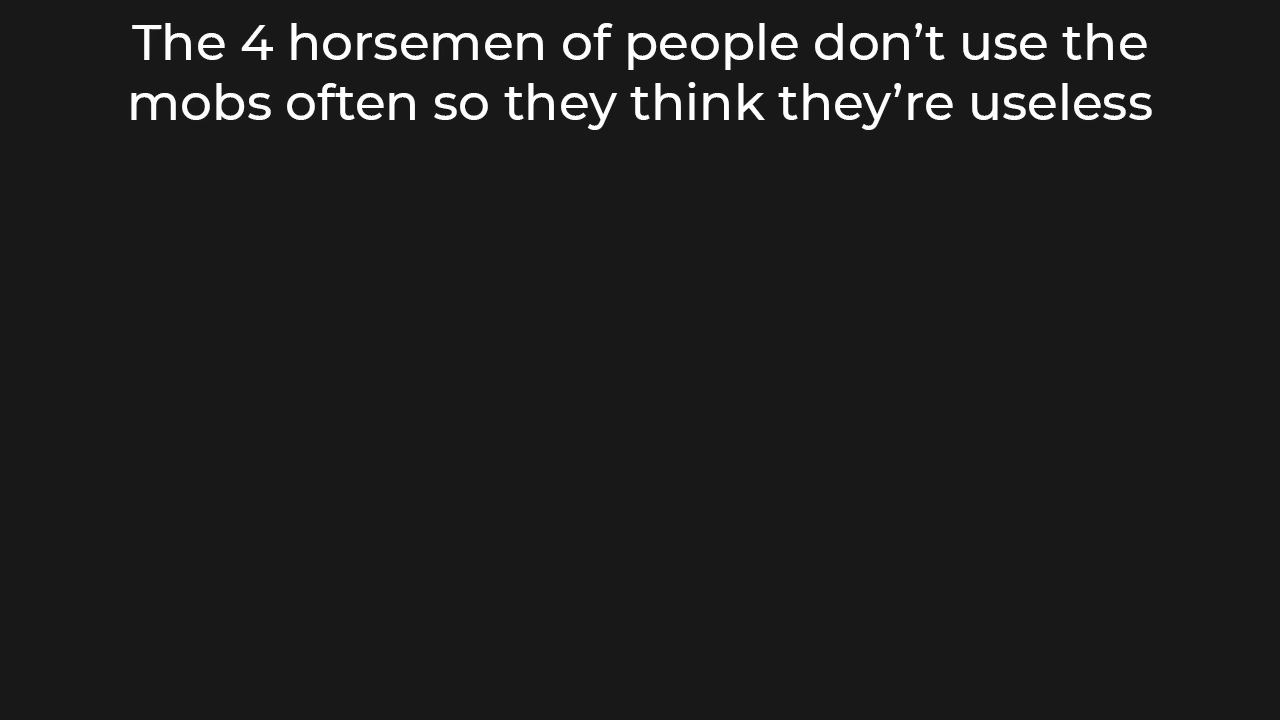 The 4 horsemen of people don’t use the
mobs often so they think they’re useless